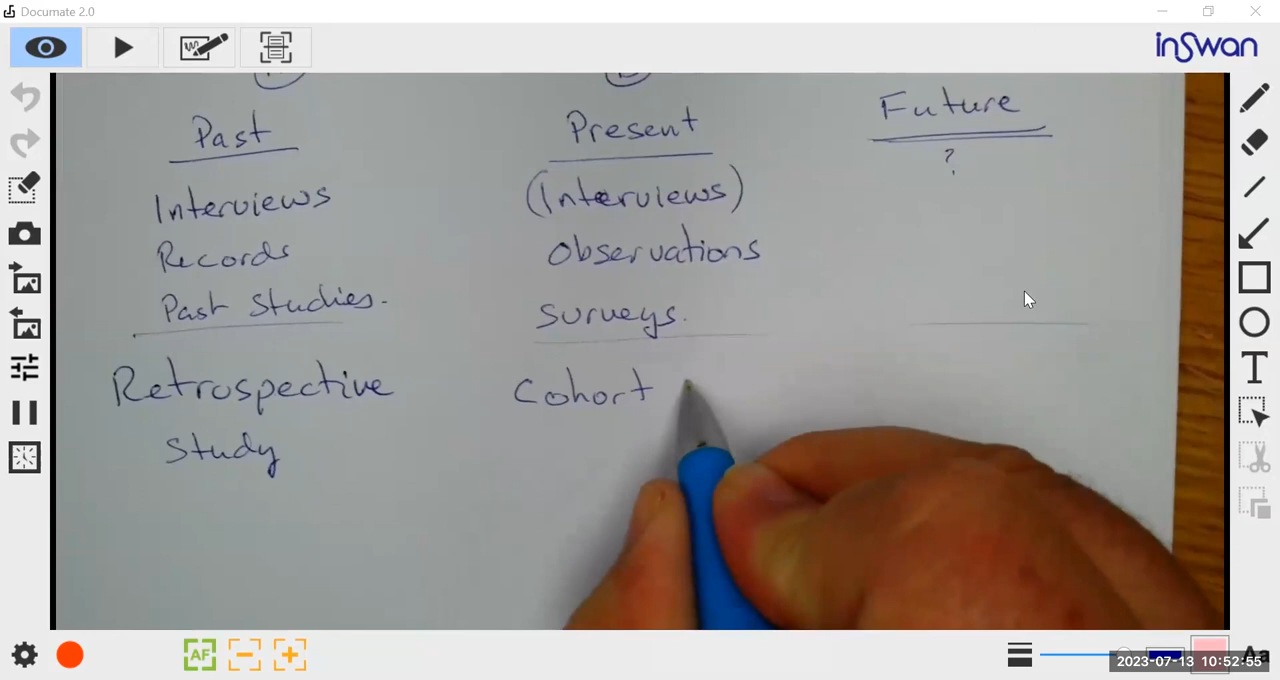 Documate 2.0
inswan
Past
Interviews
Records
Past Studies.
Retrospective
Study
Present
(Interviews)
Observations
Surveys.
Cohort
Future
?
T
AF
Aa
2023-07-13 10:52:55